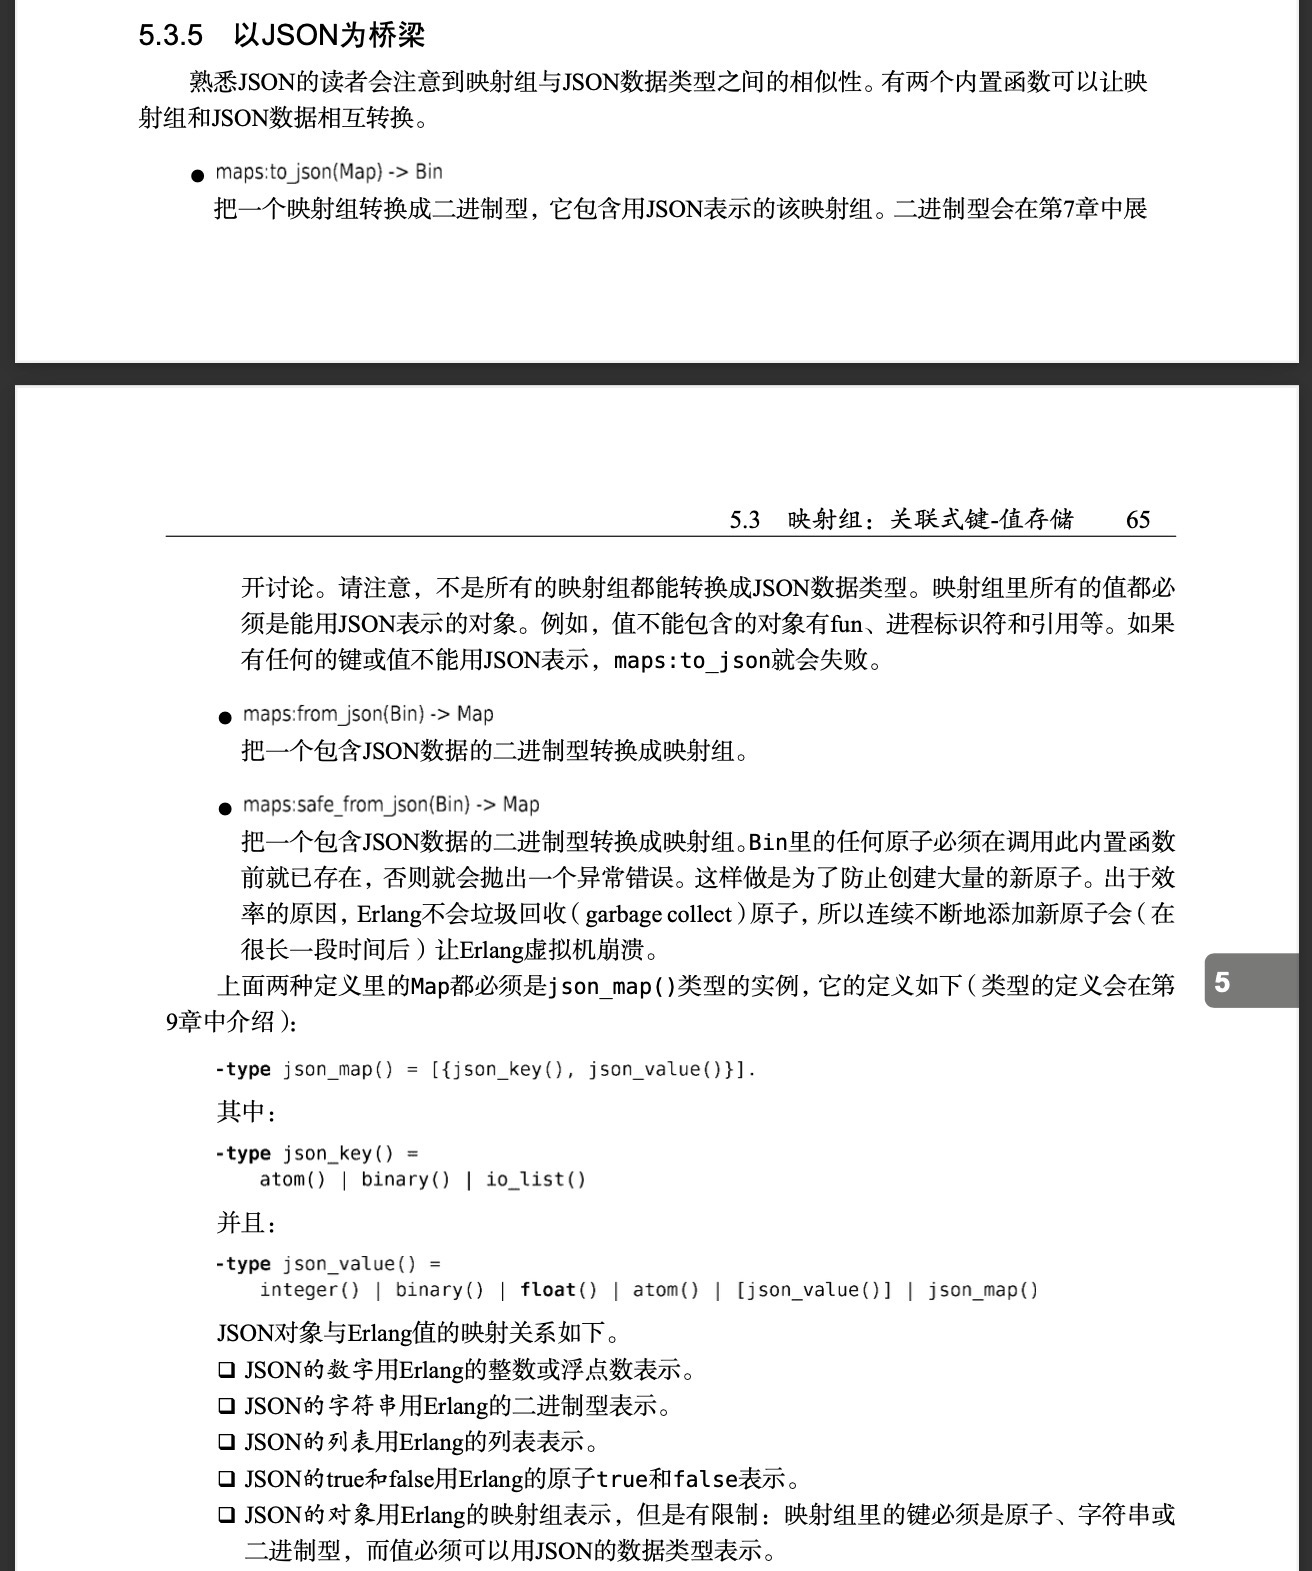 5.3.5 以JSON为桥梁
熟悉JSON的读者会注意到映射组与JSON数据类型之间的相似性。有两个内置函数可以让映
射组和JSON数据相互转换。
● maps:to_json(Map) -> Bin
把一个映射组转换成二进制型，它包含用JSON表示的该映射组。二进制型会在第7章中展
5.3 映射组：关联式键-值存储 65
开讨论。请注意，不是所有的映射组都能转换成JSON数据类型。映射组里所有的值都必
须是能用JSON表示的对象。例如，值不能包含的对象有fun、进程标识符和引用等。如果
有任何的键或值不能用JSON表示，maps:to_json就会失败。
● maps:from_json(Bin) -> Map
把一个包含JSON数据的二进制型转换成映射组。
● maps:safe_from_json(Bin) -> Map
把一个包含JSON数据的二进制型转换成映射组。Bin里的任何原子必须在调用此内置函数
前就已存在，否则就会抛出一个异常错误。这样做是为了防止创建大量的新原子。出于效
率的原因，Erlang不会垃圾回收（garbage collect）原子，所以连续不断地添加新原子会（在
很长一段时间后）让Erlang虚拟机崩溃。
上面两种定义里的Map都必须是json_map()类型的实例，它的定义如下（类型的定义会在第
5
9章中介绍）：
-type json_map() = [{json_key(), json_value()}].
其中：
-type json_key() =
atom() | binary() | io_list()
并且：
-type json_value() =
integer() | binary() | float() | atom() | [json_value()] | json_map()
JSON对象与Erlang值的映射关系如下。
❑ JSON的数字用Erlang的整数或浮点数表示。
❑ JSON的字符串用Erlang的二进制型表示。
❑ JSON的列表用Erlang的列表表示。
❑ JSON的true和false用Erlang的原子true和false表示。
❑ JSON的对象用Erlang的映射组表示，但是有限制：映射组里的键必须是原子、字符串或
二进制型，而值必须可以用JSON的数据类型表示。